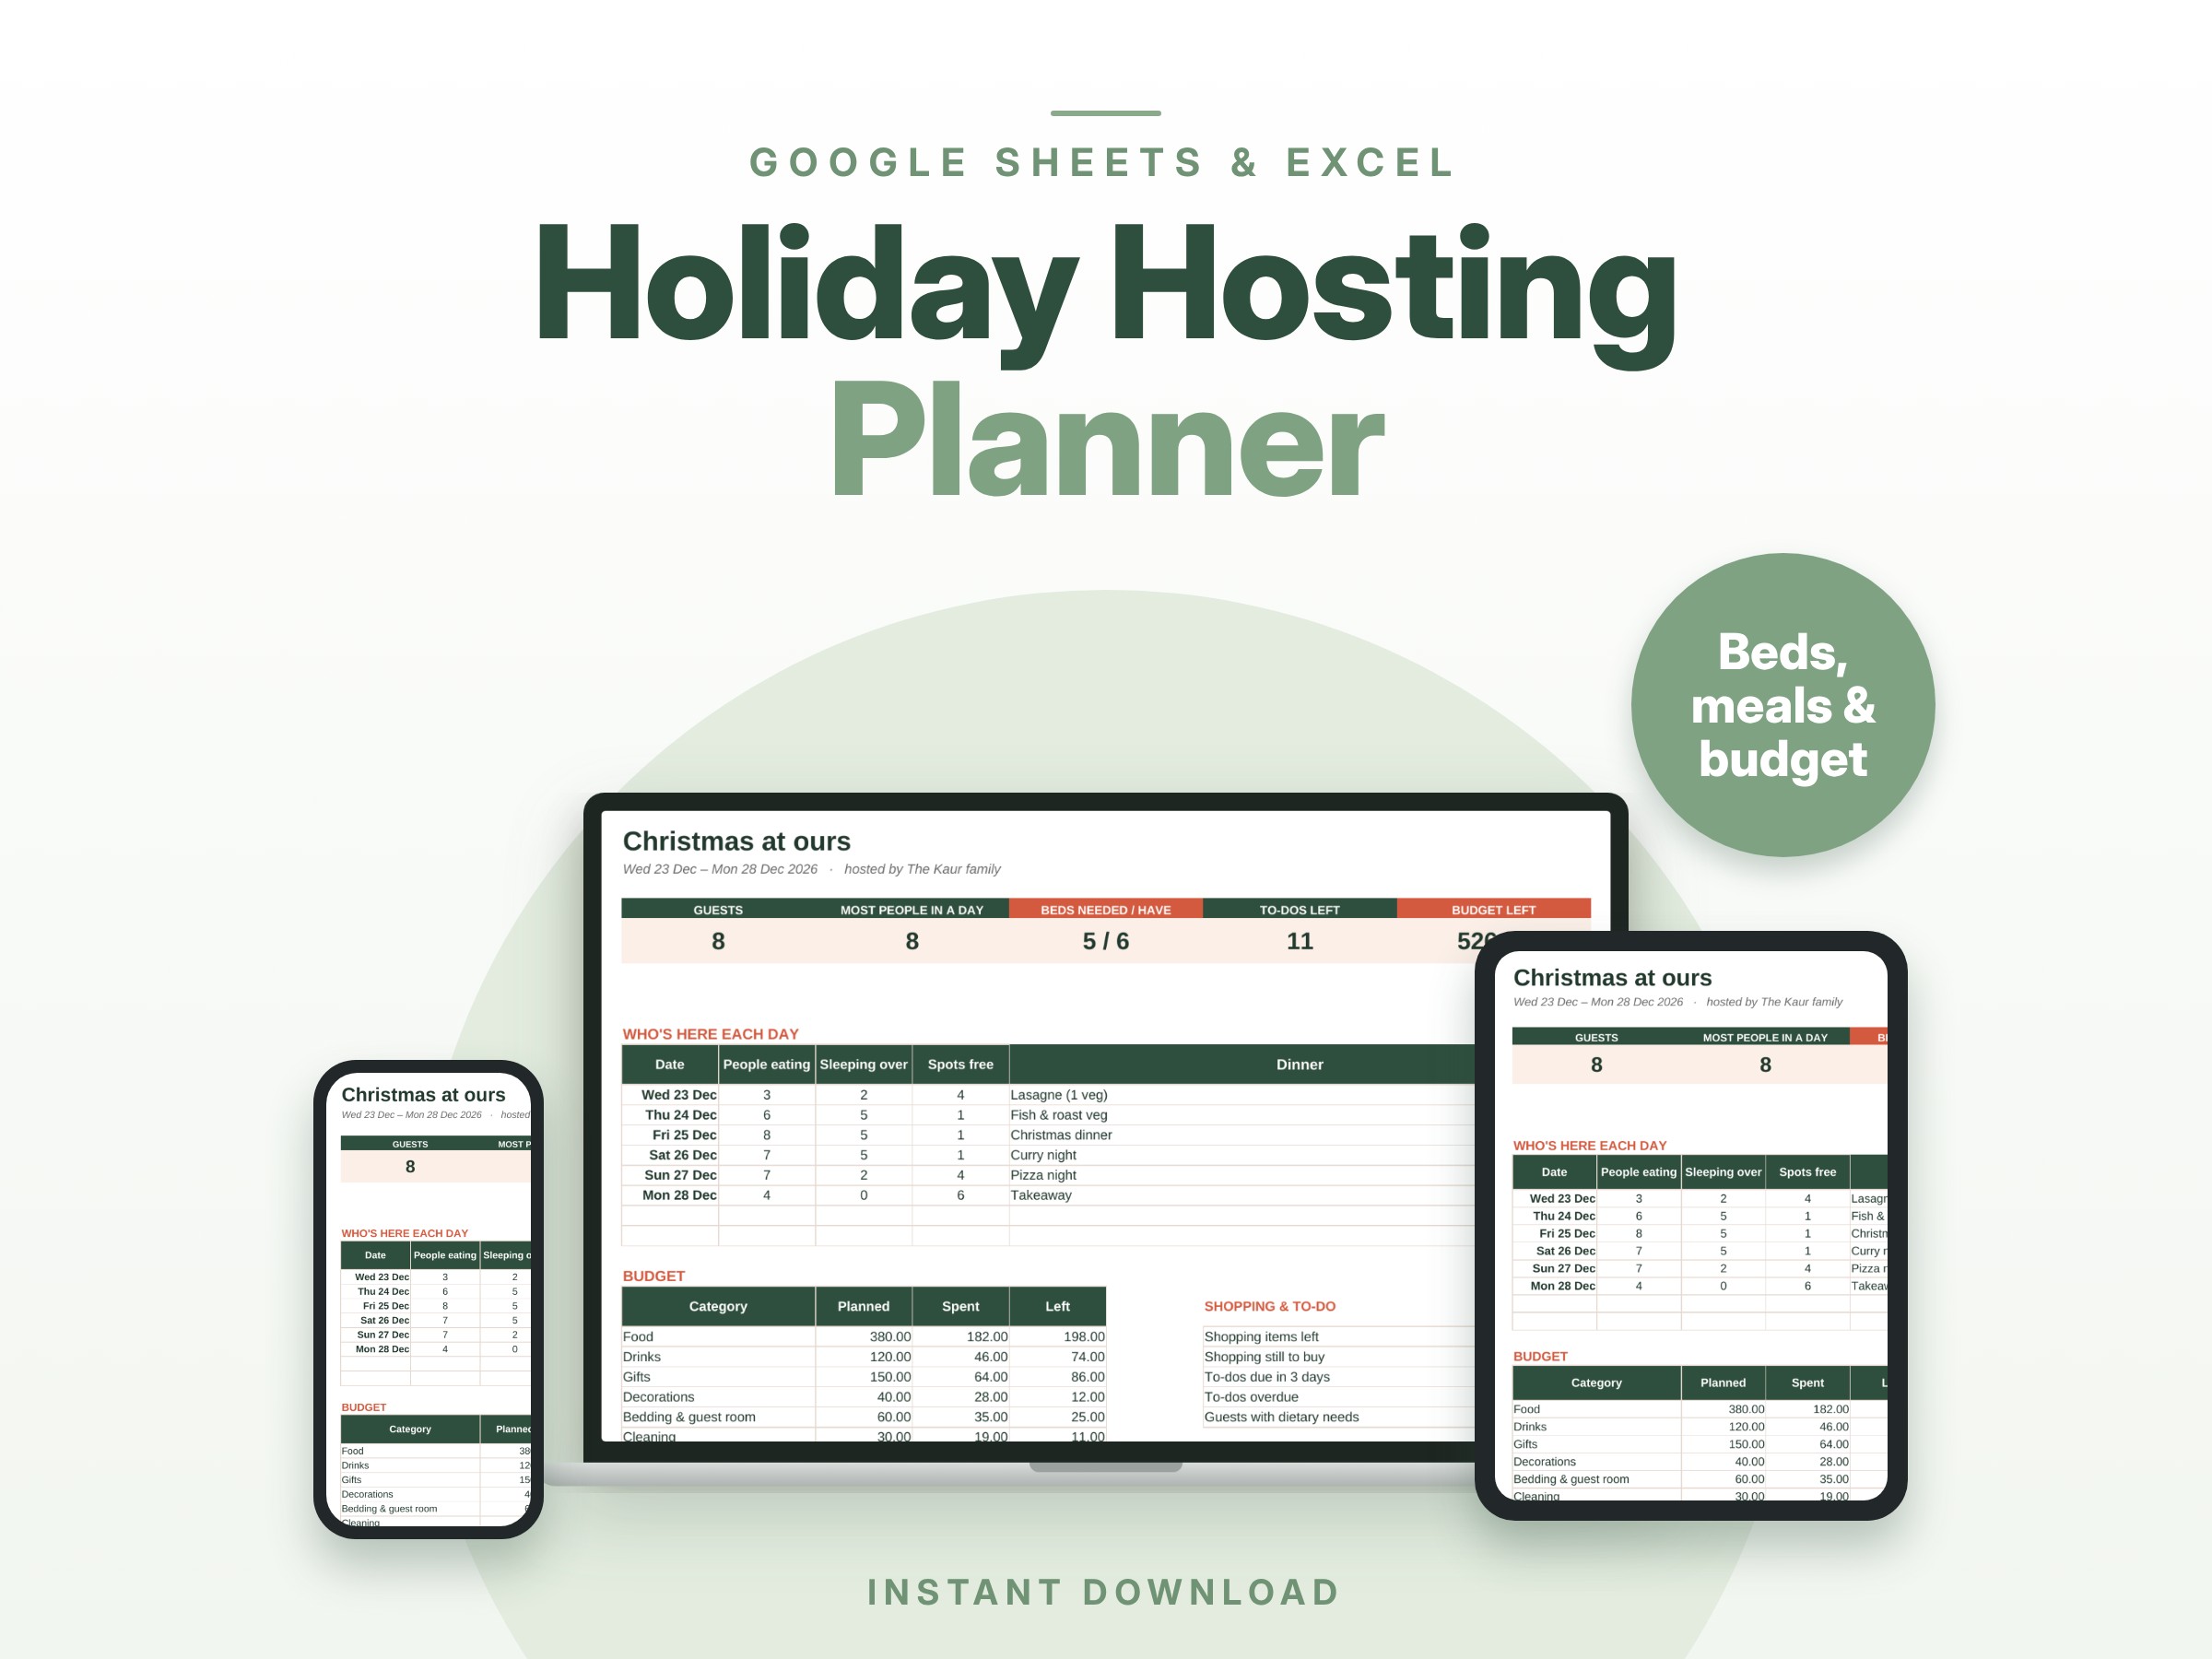 GOOGLE SHEETS & EXCEL
Holiday Hosting
Planner
Beds,
meals &
budget
Christmas at ours
Wed 23 Dec – Mon 28 Dec 2026 · hosted by The Kaur family
GUESTS MOST PEOPLE IN A DAY BEDS NEEDED / HAVE TO-DOS LEFT BUDGET LEFT
8 8 5 / 6 11
WHO'S HERE EACH DAY
Date People eating Sleeping over Spots free Dinner
Wed 23 Dec 3 2 4 Lasagne (1 veg)
Thu 24 Dec 6 5 1 Fish & roast veg
Fri 25 Dec 8 5 1 Christmas dinner
Sat 26 Dec 7 5 1 Curry night
Sun 27 Dec 7 2 4 Pizza night
Mon 28 Dec 4 0 6 Takeaway
BUDGET
Category Planned Spent Left
Food 380.00 182.00 198.00
Drinks 120.00 46.00 74.00
Gifts 150.00 64.00 86.00
Decorations 40.00 28.00 12.00
Bedding & guest room 60.00 35.00 25.00
Cleaning 30.00 19.00 11.00
SHOPPING & TO-DO
Shopping items left
Shopping still to buy
To-dos due in 3 days
To-dos overdue
Guests with dietary needs
Christmas at ours
Wed 23 Dec – Mon 28 Dec 2026 · hosted by The Kaur family
GUESTS MOST PEOPLE IN A DAY
8 8
WHO'S HERE EACH DAY
Date People eating Sleeping over Spots free
Wed 23 Dec 3 2 4
Thu 24 Dec 6 5 1
Fri 25 Dec 8 5 1
Sat 26 Dec 7 5 1
Sun 27 Dec 7 2 4
Mon 28 Dec 4 0 6
BUDGET
Category Planned Spent
Food 380.00 182.00
Drinks 120.00 46.00
Gifts 150.00 64.00
Decorations 40.00 28.00
Bedding & guest room 60.00 35.00
Cleaning 30.00 19.00
Christmas at ours
Wed 23 Dec – Mon 28 Dec 2026 · hosted
GUESTS MOST
8
WHO'S HERE EACH DAY
Date People eating Sleeping
Wed 23 Dec 3 2
Thu 24 Dec 6 5
Fri 25 Dec 8 5
Sat 26 Dec 7 5
Sun 27 Dec 7 2
Mon 28 Dec 4 0
BUDGET
Category Planned
Food
Drinks
Gifts
Decorations
Bedding & guest room
Cleaning
INSTANT DOWNLOAD